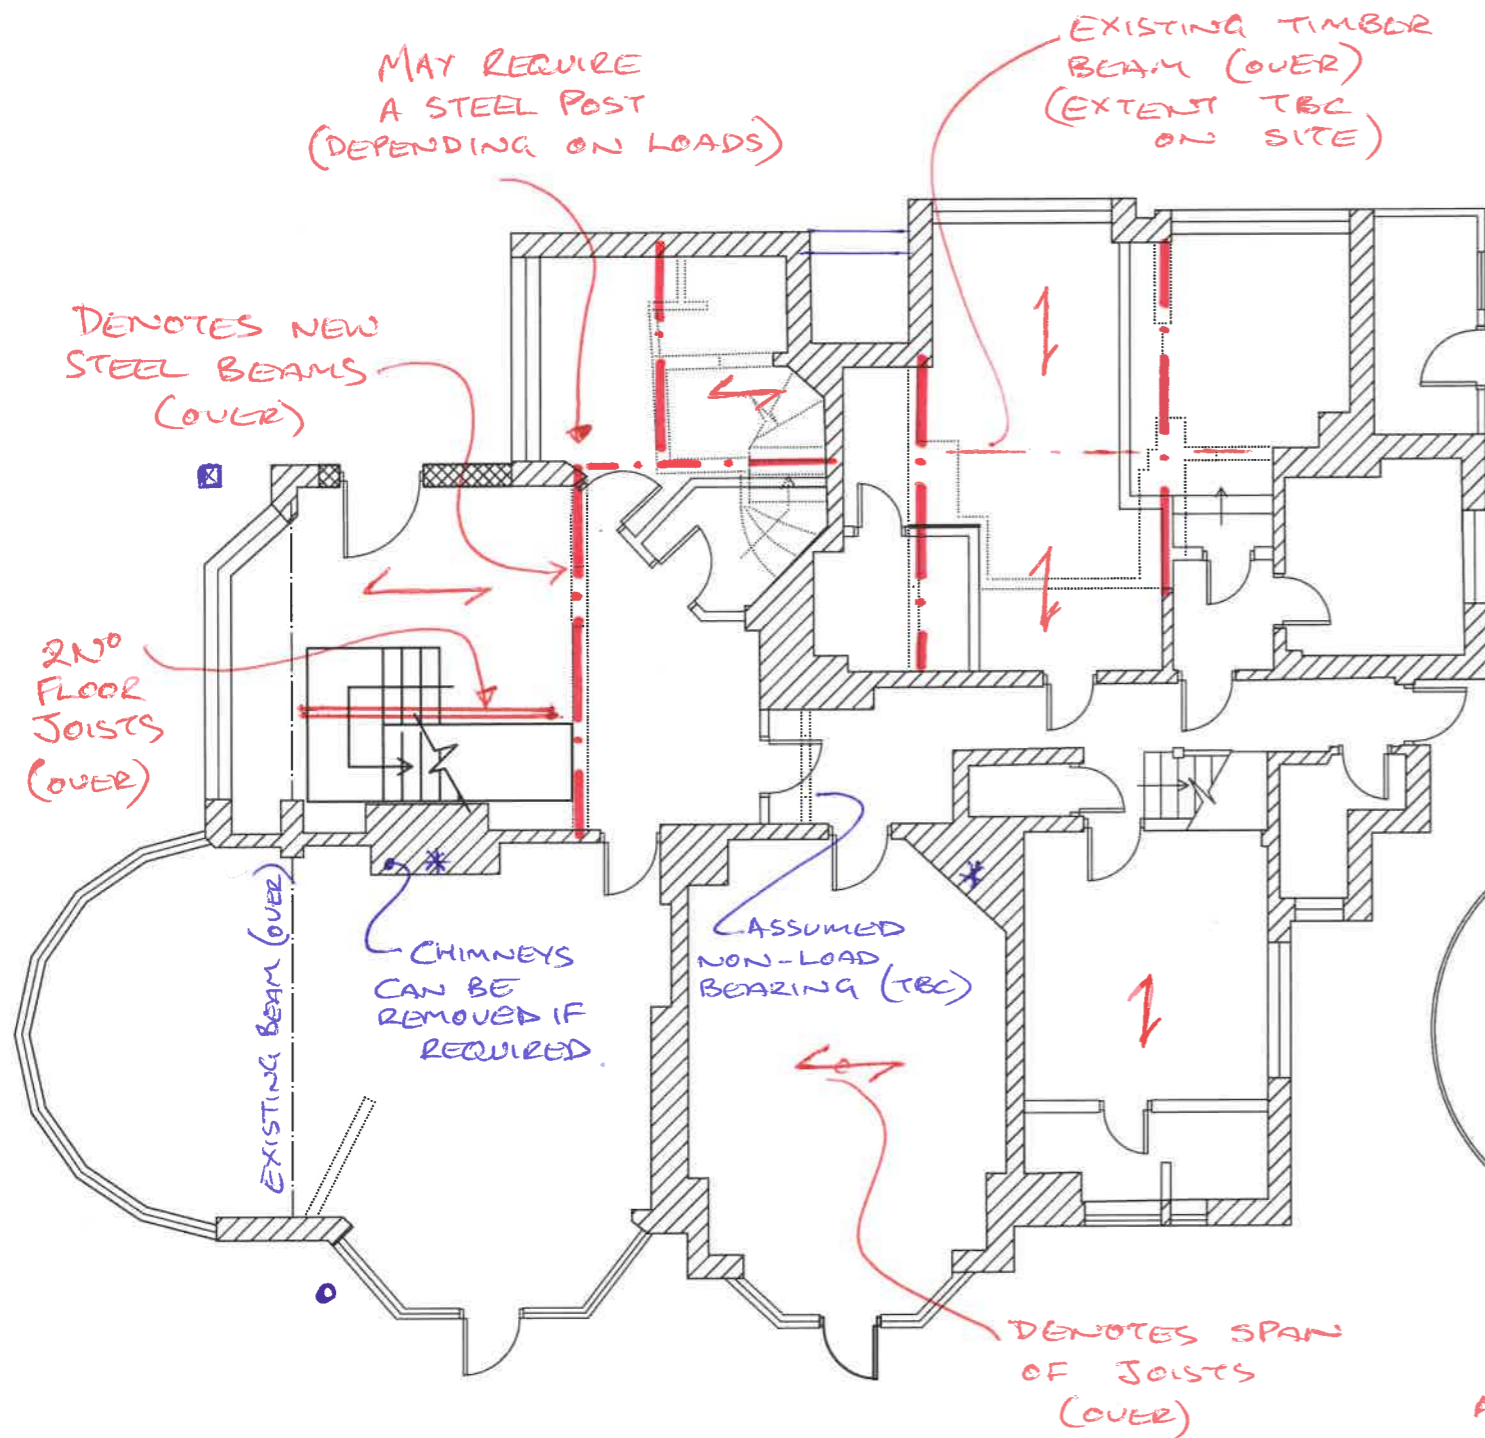 MAY REQUIRE
A STEEL POST
(DEPENDING ON LOADS)
EXISTING TIMBER
BEAM (OVER)
(EXTENT TBC
ON SITE)
DENOTES NEW
STEEL BEAMS
(OVER)
2Nº
FLOOR
JOISTS
(OVER)
EXISTING BEAM (OVER)
CHIMNEYS
CAN BE
REMOVED IF
REQUIRED.
ASSUMED
NON-LOAD
BEARING (TBC)
DENOTES SPAN
OF JOISTS
(OVER)